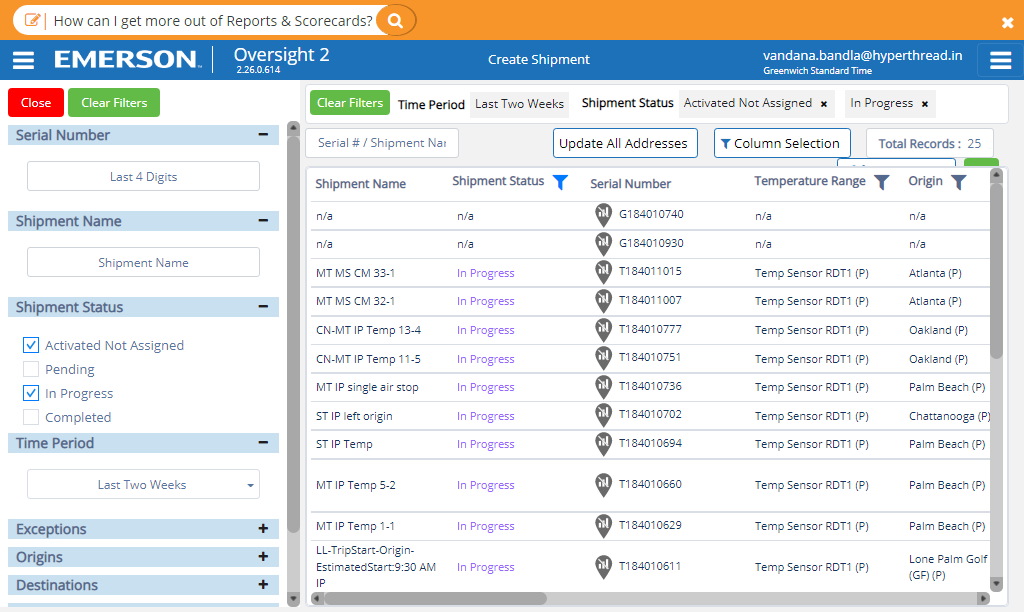 How can I get more out of Reports & Scorecards?
EMERSON
Oversight 2
2.26.0.614
Create Shipment
vandana.bandla@hyperthread.in
Greenwich Standard Time
Close
Clear Filters
Serial Number
Last 4 Digits
Shipment Name
Shipment Name
Shipment Status
Activated Not Assigned
Pending
In Progress
Completed
Time Period
Last Two Weeks
Exceptions
Origins
Destinations
Clear Filters Time Period Last Two Weeks Shipment Status Activated Not Assigned × In Progress ×
Serial # / Shipment Nar Update All Addresses Column Selection Total Records : 25
Shipment Name Shipment Status Serial Number Temperature Range Origin
n/a n/a G184010740 n/a n/a
n/a n/a G184010930 n/a n/a
MT MS CM 33-1 In Progress T184011015 Temp Sensor RDT1 (P) Atlanta (P)
MT MS CM 32-1 In Progress T184011007 Temp Sensor RDT1 (P) Atlanta (P)
CN-MT IP Temp 13-4 In Progress T184010777 Temp Sensor RDT1 (P) Oakland (P)
CN-MT IP Temp 11-5 In Progress T184010751 Temp Sensor RDT1 (P) Oakland (P)
MT IP single air stop In Progress T184010736 Temp Sensor RDT1 (P) Palm Beach (P)
ST IP left origin In Progress T184010702 Temp Sensor RDT1 (P) Chattanooga (P)
ST IP Temp In Progress T184010694 Temp Sensor RDT1 (P) Palm Beach (P)
MT IP Temp 5-2 In Progress T184010660 Temp Sensor RDT1 (P) Palm Beach (P)
MT IP Temp 1-1 In Progress T184010629 Temp Sensor RDT1 (P) Palm Beach (P)
LL-TripStart-Origin-
EstimatedStart:9:30 AM
IP
In Progress T184010611 Temp Sensor RDT1 (P)
Lone Palm Golf
(GF) (P)